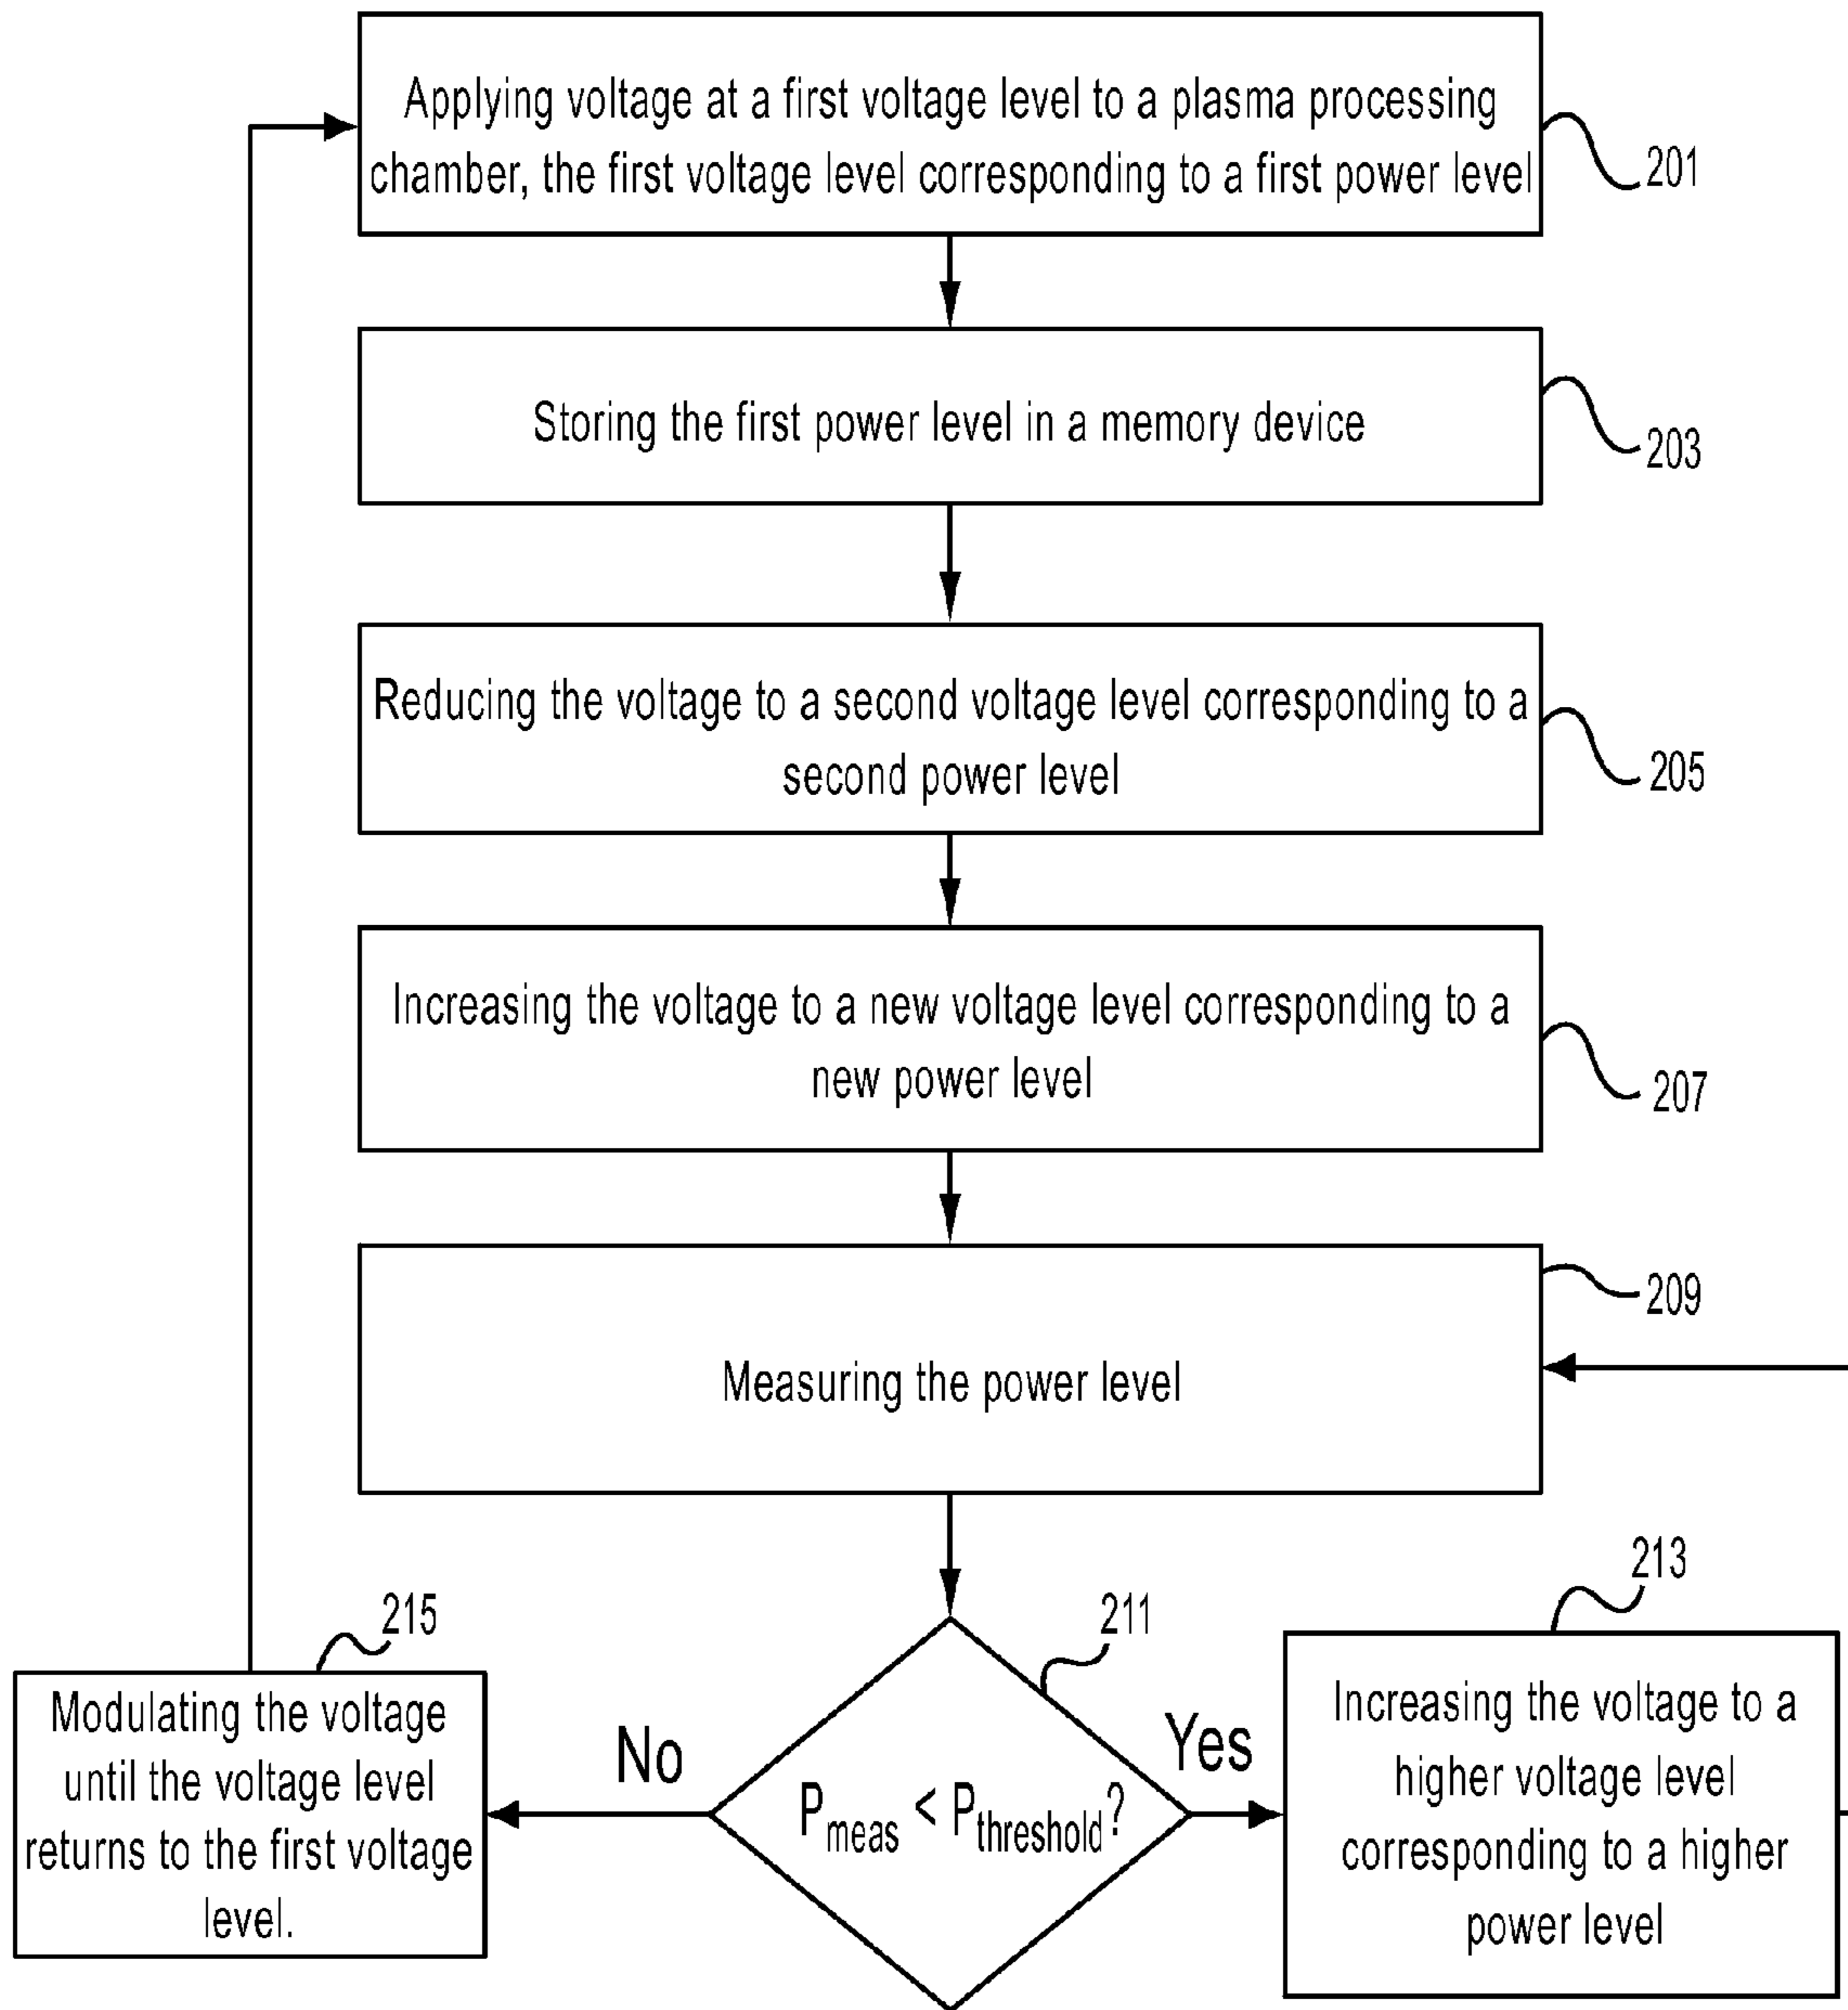 Applying voltage at a first voltage level to a plasma processing
chamber, the first voltage level corresponding to a first power level
201
Storing the first power level in a memory device
203
Reducing the voltage to a second voltage level corresponding to a
second power level
205
Increasing the voltage to a new voltage level corresponding to a
new power level
207
209
Measuring the power level
213
215
211
Modulating the voltage
until the voltage level
returns to the first voltage
level.
No
Pmeas < Pthreshold?
Yes
Increasing the voltage to a
higher voltage level
corresponding to a higher
power level